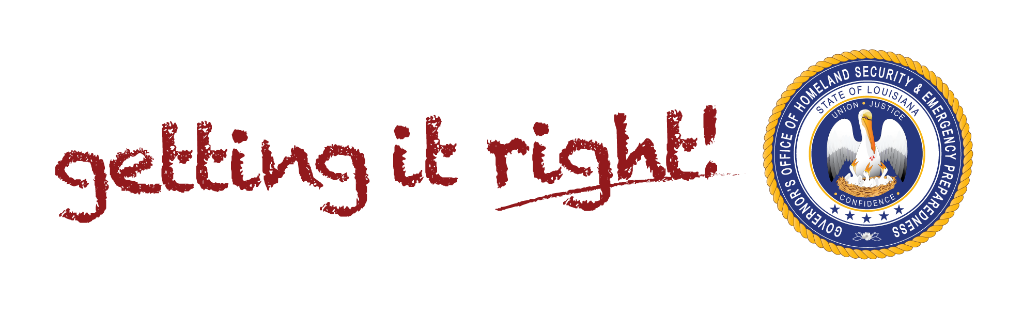 getting it right!
GOVERNOR'S OFFICE OF HOMELAND SECURITY & EMERGENCY PREPAREDNESS
STATE OF LOUISIANA
UNION • JUSTICE
• CONFIDENCE •